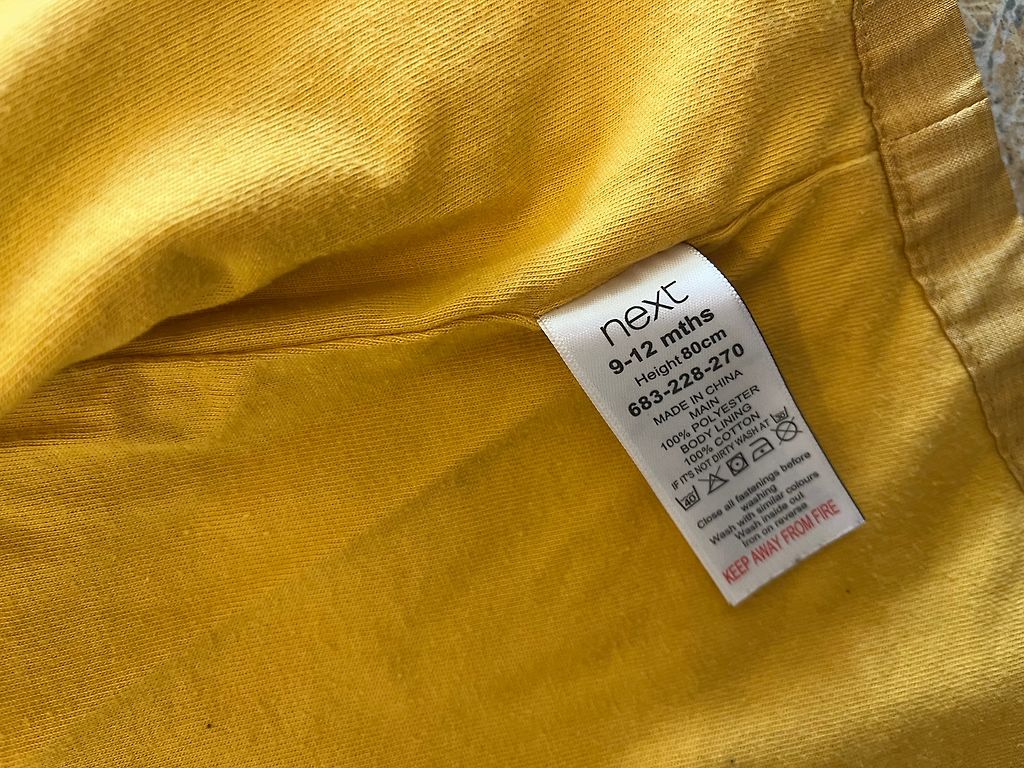 next
9-12 mths
Height 80cm
683-228-270
MADE IN CHINA
MAIN
100% POLYESTER
BODY LINING
100% COTTON
IF IT'S NOT DIRTY WASH AT 30
40
Close all fastenings before
washing
Wash with similar colours
Wash inside out
Iron on reverse
KEEP AWAY FROM FIRE